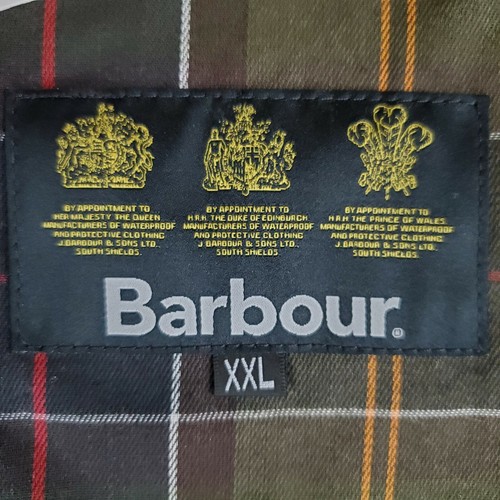 BY APPOINTMENT TO
HER MAJESTY THE QUEEN
MANUFACTURERS OF WATERPROOF
AND PROTECTIVE CLOTHING
J. BARBOUR & SONS LTD.,
SOUTH SHIELDS.
BY APPOINTMENT TO
H.R.H. THE DUKE OF EDINBURGH
MANUFACTURERS OF WATERPROOF
AND PROTECTIVE CLOTHING
J. BARBOUR & SONS LTD.,
SOUTH SHIELDS.
BY APPOINTMENT TO
H.R.H. THE PRINCE OF WALES
MANUFACTURERS OF WATERPROOF
AND PROTECTIVE CLOTHING
J. BARBOUR & SONS LTD.,
SOUTH SHIELDS.
Barbour®
XXL